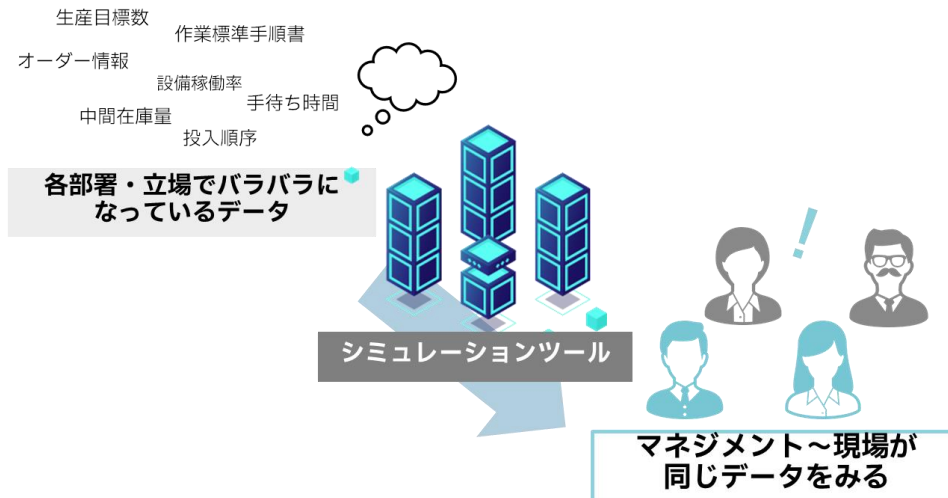 生産目標数
作業標準手順書
オーダー情報
設備稼働率
手待ち時間
中間在庫量
投入順序
各部署・立場でバラバラに
なっているデータ
シミュレーションツール
マネジメント～現場が
同じデータをみる